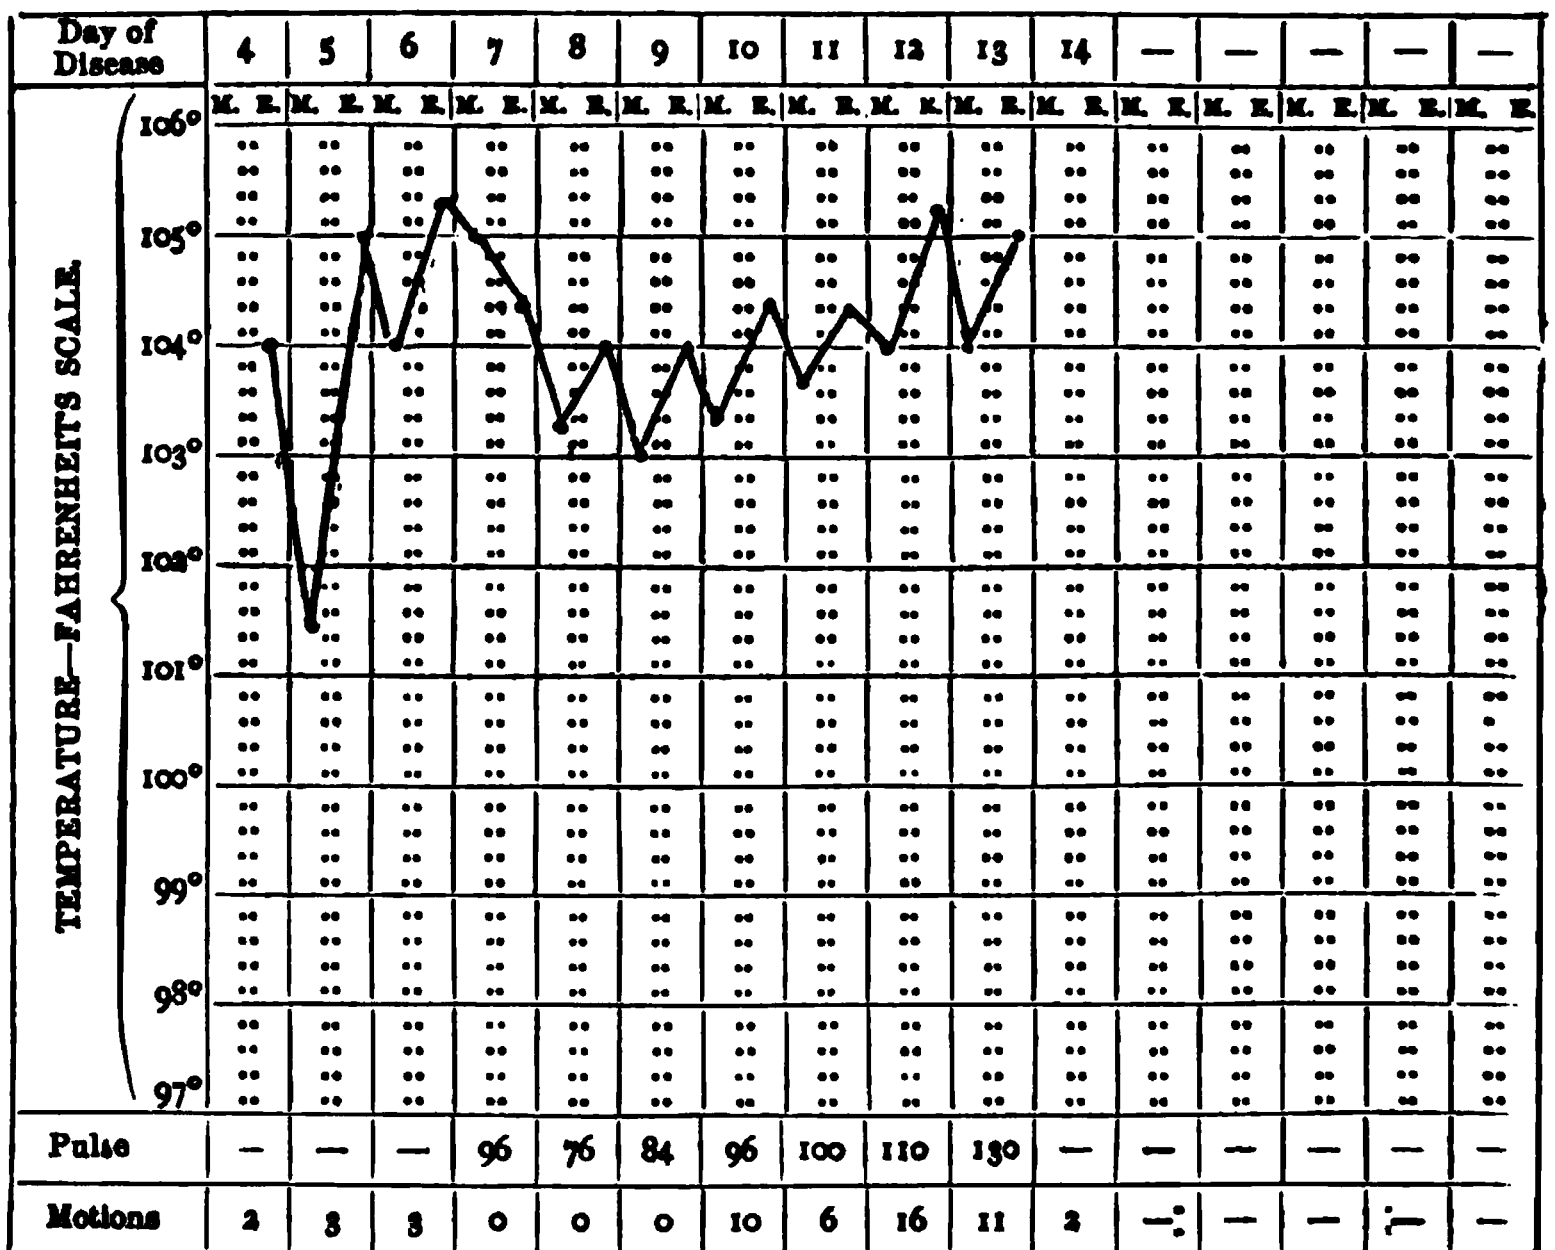 Day of
Disease 4 5 6 7 8 9 10 11 12 13 14 — — — — —
M. E. M. E. M. E. M. E. M. E. M. E. M. E. M. E. M. E. M. E. M. E. M. E. M. E. M. E. M. E. M. E.
TEMPERATURE—FAHRENHEITS SCALE.
106°
105°
104°
103°
102°
101°
100°
99°
98°
97°
Pulse — — — 96 76 84 96 100 110 130 — — — — — —
Motions 2 3 3 0 0 0 10 6 16 11 2 — — — — —